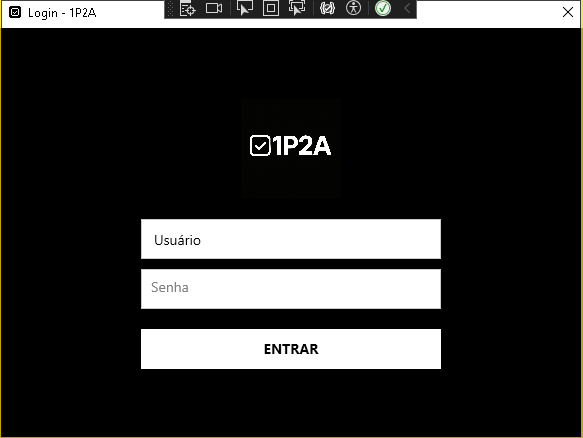 Login - 1P2A
1P2A
Usuário
Senha
ENTRAR